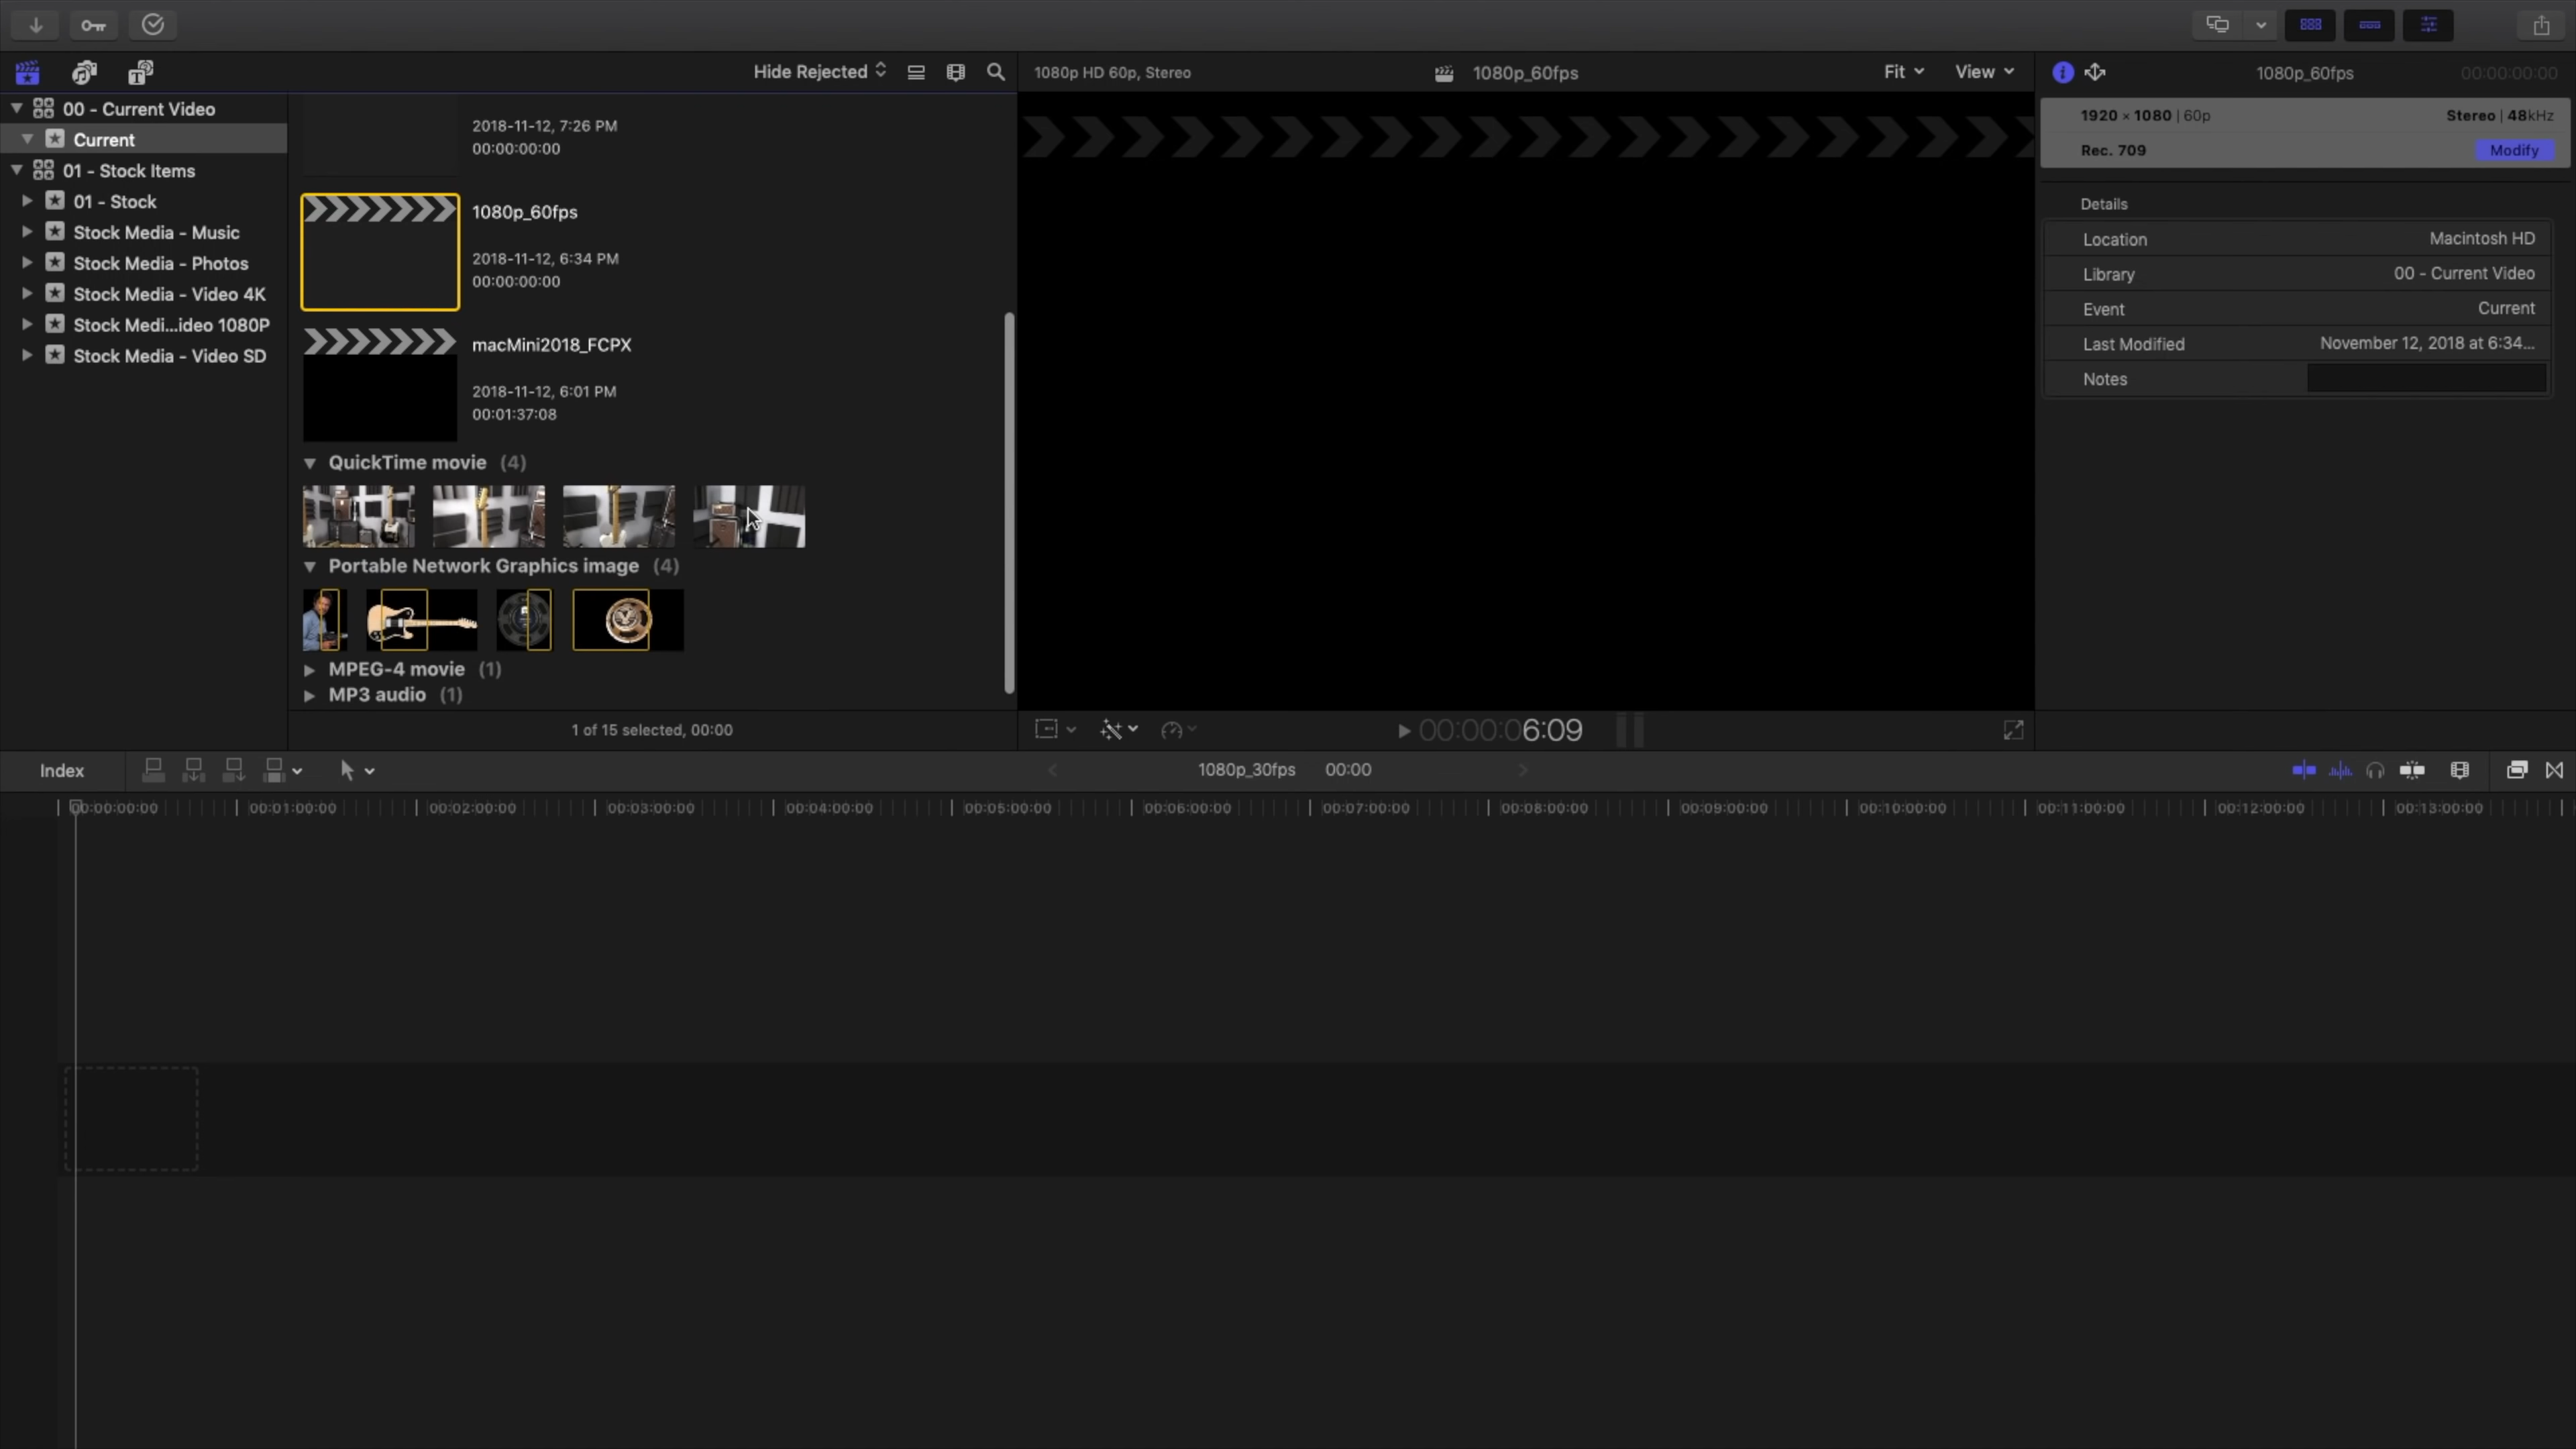 Hide Rejected
1080p HD 60p, Stereo
1080p_60fps
Fit
View
1080p_60fps
00:00:00:00
00 - Current Video
Current
01 - Stock Items
01 - Stock
Stock Media - Music
Stock Media - Photos
Stock Media - Video 4K
Stock Medi...ideo 1080P
Stock Media - Video SD
2018-11-12, 7:26 PM
00:00:00:00
1080p_60fps
2018-11-12, 6:34 PM
00:00:00:00
macMini2018_FCPX
2018-11-12, 6:01 PM
00:01:37:08
QuickTime movie (4)
Portable Network Graphics image (4)
MPEG-4 movie (1)
MP3 audio (1)
1 of 15 selected, 00:00
00:00:06:09
1920 × 1080 | 60p
Stereo | 48kHz
Rec. 709
Modify
Details
Location Macintosh HD
Library 00 - Current Video
Event Current
Last Modified November 12, 2018 at 6:34...
Notes
Index
1080p_30fps 00:00
00:00:00:00 00:01:00:00 00:02:00:00 00:03:00:00 00:04:00:00 00:05:00:00 00:06:00:00 00:07:00:00 00:08:00:00 00:09:00:00 00:10:00:00 00:11:00:00 00:12:00:00 00:13:00:00